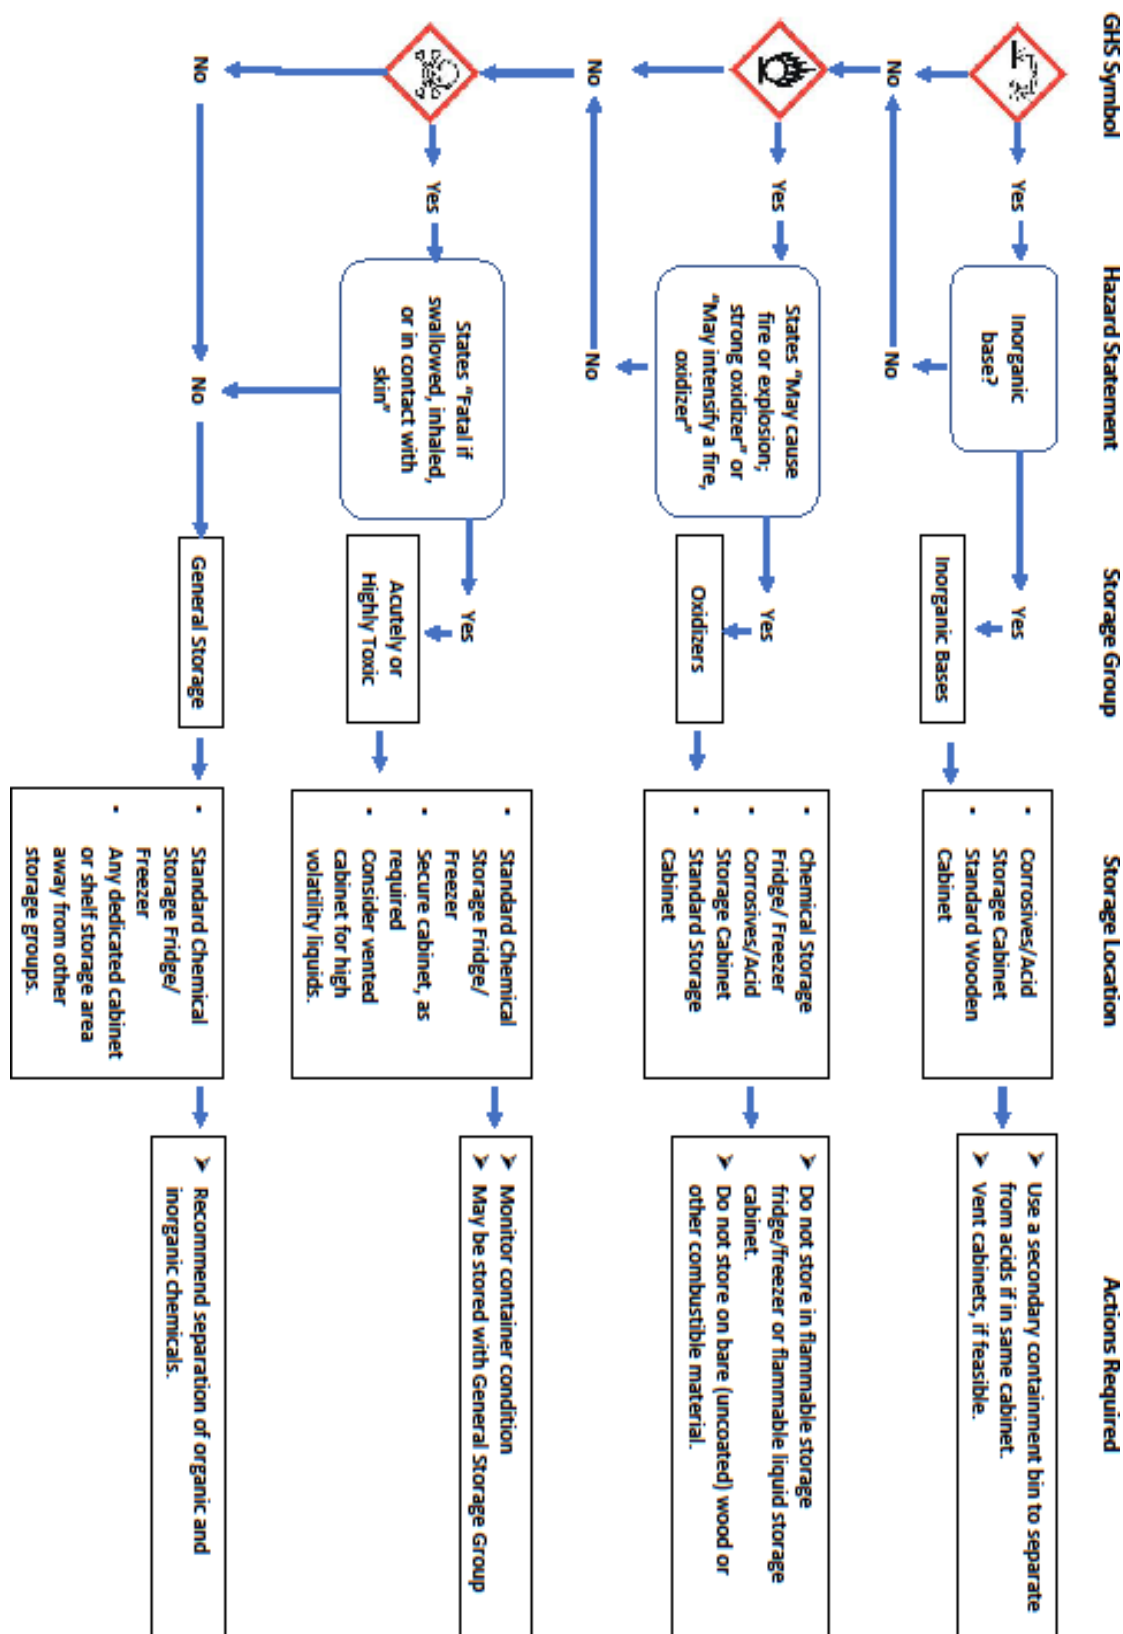 GHS Symbol
Hazard Statement
Storage Group
Storage Location
Actions Required
Yes
Inorganic
base?
Yes
Inorganic Bases
▪ Corrosives/Acid
Storage Cabinet
▪ Standard Wooden
Cabinet
➤ Use a secondary containment bin to separate
from acids if in same cabinet.
➤ Vent cabinets, if feasible.
No
No
Yes
States “May cause
fire or explosion;
strong oxidizer” or
“May intensify a fire,
oxidizer”
Yes
Oxidizers
▪ Chemical Storage
Fridge/ Freezer
▪ Corrosives/Acid
Storage Cabinet
▪ Standard Storage
Cabinet
➤ Do not store in flammable storage
fridge/freezer or flammable liquid storage
cabinet.
➤ Do not store on bare (uncoated) wood or
other combustible material.
No
No
Yes
States “Fatal if
swallowed, inhaled,
or in contact with
skin”
Yes
Acutely or
Highly Toxic
▪ Standard Chemical
Storage Fridge/
Freezer
▪ Secure cabinet, as
required
▪ Consider vented
cabinet for high
volatility liquids.
➤ Monitor container condition
➤ May be stored with General Storage Group
No
No
General Storage
▪ Standard Chemical
Storage Fridge/
Freezer
▪ Any dedicated cabinet
or shelf storage area
away from other
storage groups.
➤ Recommend separation of organic and
inorganic chemicals.